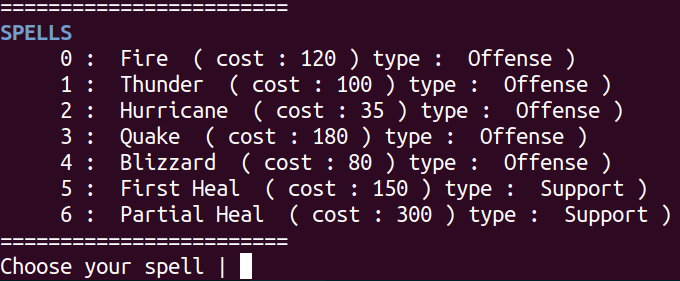 ========================
SPELLS
0 :  Fire  ( cost : 120 ) type :  Offense )
1 :  Thunder  ( cost : 100 ) type :  Offense )
2 :  Hurricane  ( cost : 35 ) type :  Offense )
3 :  Quake  ( cost : 180 ) type :  Offense )
4 :  Blizzard  ( cost : 80 ) type :  Offense )
5 :  First Heal  ( cost : 150 ) type :  Support )
6 :  Partial Heal  ( cost : 300 ) type :  Support )
========================
Choose your spell |